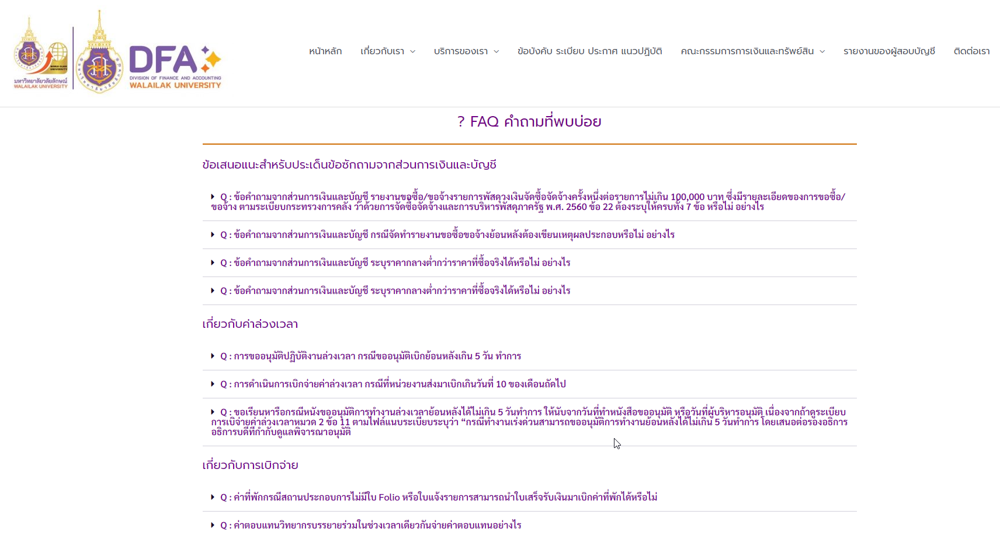 WORLD CLASS
UNIVERSITY
มหาวิทยาลัยวลัยลักษณ์
WALAILAK UNIVERSITY
DFA
DIVISION OF FINANCE AND ACCOUNTING
WALAILAK UNIVERSITY
หน้าหลัก เกี่ยวกับเรา บริการของเรา ข้อบังคับ ระเบียบ ประกาศ แนวปฏิบัติ คณะกรรมการการเงินและทรัพย์สิน รายงานของผู้สอบบัญชี ติดต่อเรา
? FAQ คำถามที่พบบ่อย
ข้อเสนอแนะสำหรับประเด็นข้อซักถามจากส่วนการเงินและบัญชี
Q : ข้อคำถามจากส่วนการเงินและบัญชี รายงานขอซื้อ/ขอจ้างรายการพัสดุวงเงินจัดซื้อจัดจ้างครั้งหนึ่งต่อรายการไม่เกิน 100,000 บาท ซึ่งมีรายละเอียดของการขอซื้อ/
ขอจ้าง ตามระเบียบกระทรวงการคลัง ว่าด้วยการจัดซื้อจัดจ้างและการบริหารพัสดุภาครัฐ พ.ศ. 2560 ข้อ 22 ต้องระบุให้ครบทั้ง 7 ข้อ หรือไม่ อย่างไร
Q : ข้อคำถามจากส่วนการเงินและบัญชี กรณีจัดทำรายงานขอซื้อขอจ้างย้อนหลังต้องเขียนเหตุผลประกอบหรือไม่ อย่างไร
Q : ข้อคำถามจากส่วนการเงินและบัญชี ระบุราคากลางต่ำกว่าราคาที่ซื้อจริงได้หรือไม่ อย่างไร
Q : ข้อคำถามจากส่วนการเงินและบัญชี ระบุราคากลางต่ำกว่าราคาที่ซื้อจริงได้หรือไม่ อย่างไร
เกี่ยวกับค่าล่วงเวลา
Q : การขออนุมัติปฏิบัติงานล่วงเวลา กรณีขออนุมัติเบิกย้อนหลังเกิน 5 วัน ทำการ
Q : การดำเนินการเบิกจ่ายค่าล่วงเวลา กรณีที่หน่วยงานส่งมาเบิกเกินวันที่ 10 ของเดือนถัดไป
Q : ขอเรียนหารือกรณีหนังขออนุมัติการทำงานล่วงเวลาย้อนหลังได้ไม่เกิน 5 วันทำการ ให้นับจากวันที่ทำหนังสือขออนุมัติ หรือวันที่ผู้บริหารอนุมัติ เนื่องจากถ้าดูระเบียบ
การเบิจ่ายค่าล่วงเวลาหมวด 2 ข้อ 11 ตามไฟล์แนบระเบียบระบุว่า “กรณีทำงานเร่งด่วนสามารถขออนุมัติการทำงานย้อนหลังได้ไม่เกิน 5 วันทำการ โดยเสนอต่อรองอธิการ
อธิการบดีที่กำกับดูแลพิจารณาอนุมัติ
เกี่ยวกับการเบิกจ่าย
Q : ค่าที่พักกรณีสถานประกอบการไม่มีใบ Folio หรือใบแจ้งรายการสามารถนำใบเสร็จรับเงินมาเบิกค่าที่พักได้หรือไม่
Q : ค่าตอบแทนวิทยากรบรรยายร่วมในช่วงเวลาเดียวกันจ่ายค่าตอบแทนอย่างไร